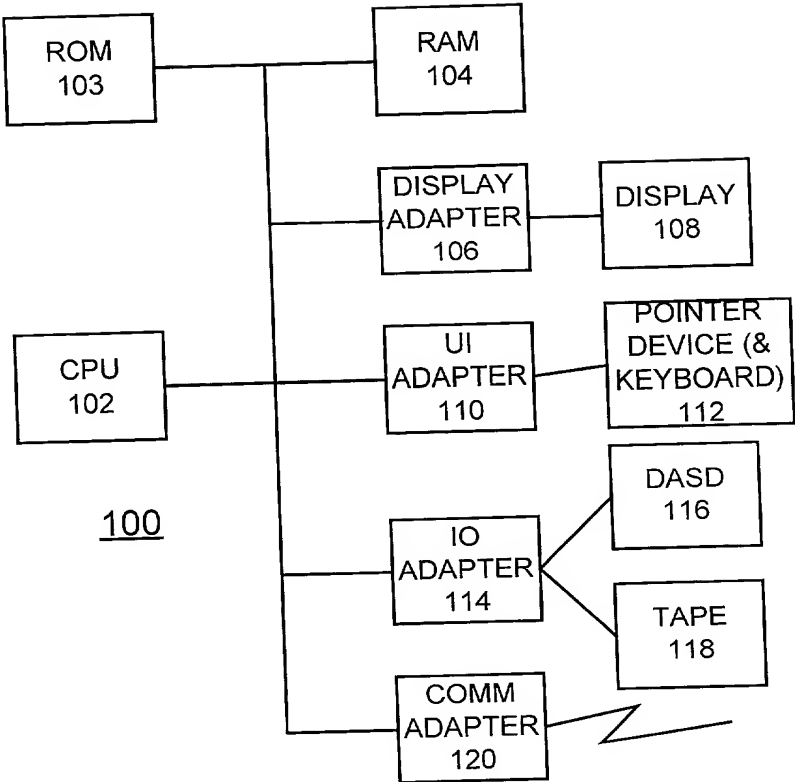 ROM
103
RAM
104
DISPLAY
ADAPTER
106
DISPLAY
108
CPU
102
UI
ADAPTER
110
POINTER
DEVICE (&
KEYBOARD)
112
100
IO
ADAPTER
114
DASD
116
TAPE
118
COMM
ADAPTER
120